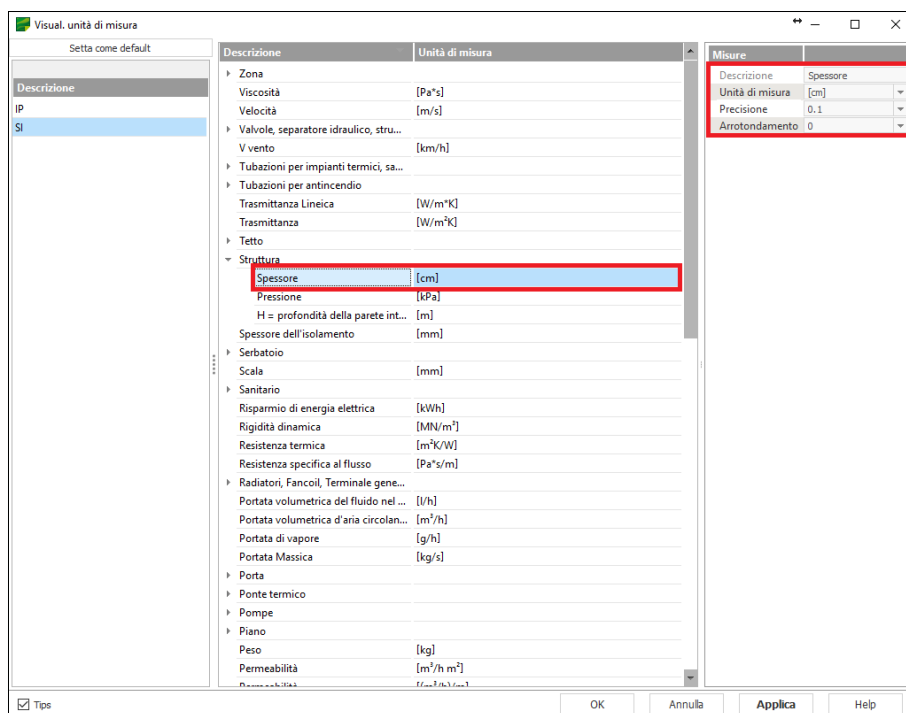 Visual. unità di misura
Setta come default
Descrizione
IP
SI
Descrizione Unità di misura
Zona
Viscosità [Pa*s]
Velocità [m/s]
Valvole, separatore idraulico, stru...
V vento [km/h]
Tubazioni per impianti termici, sa...
Tubazioni per antincendio
Trasmittanza Lineica [W/m*K]
Trasmittanza [W/m²K]
Tetto
Struttura
Spessore [cm]
Pressione [kPa]
H = profondità della parete int... [m]
Spessore dell'isolamento [mm]
Serbatoio
Scala [mm]
Sanitario
Risparmio di energia elettrica [kWh]
Rigidità dinamica [MN/m³]
Resistenza termica [m²K/W]
Resistenza specifica al flusso [Pa*s/m]
Radiatori, Fancoil, Terminale gene...
Portata volumetrica del fluido nel ... [l/h]
Portata volumetrica d'aria circolan... [m³/h]
Portata di vapore [g/h]
Portata Massica [kg/s]
Porta
Ponte termico
Pompe
Piano
Peso [kg]
Permeabilità [m³/h m²]
Misure
Descrizione Spessore
Unità di misura [cm]
Precisione 0.1
Arrotondamento 0
Tips
OK Annulla Applica Help